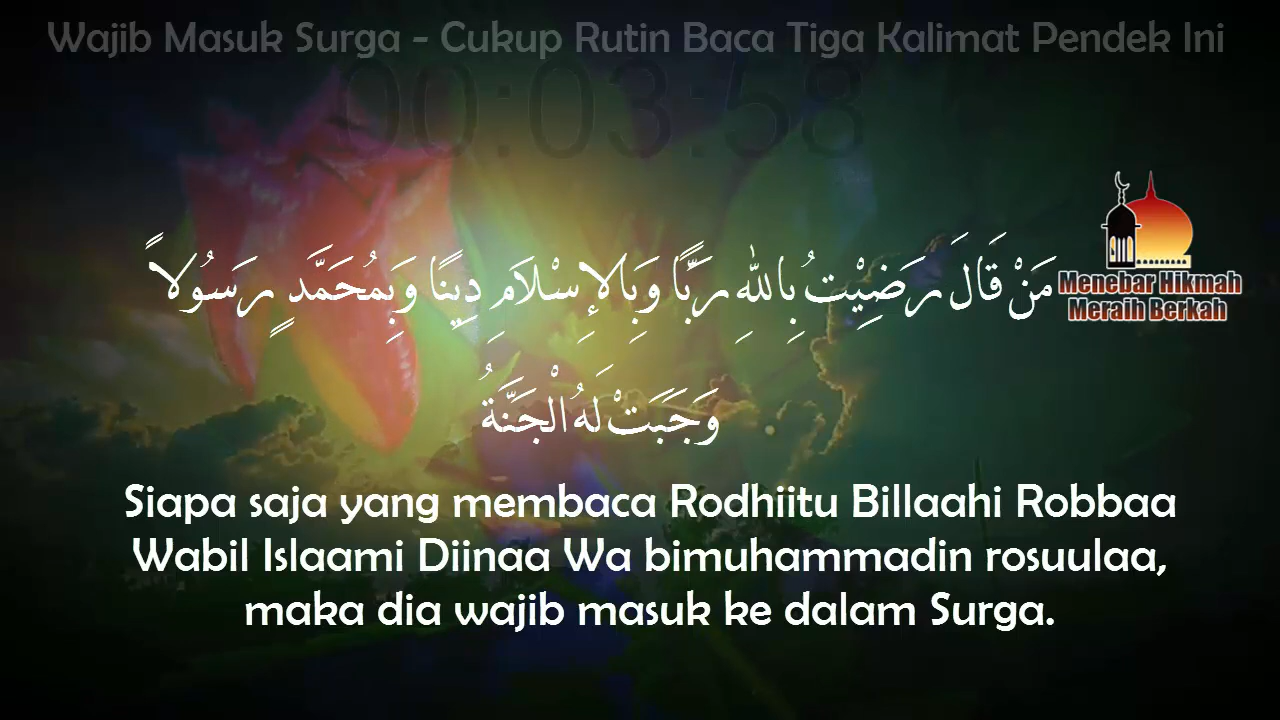 Wajib Masuk Surga - Cukup Rutin Baca Tiga Kalimat Pendek Ini
00:03:58
مَنْ قَالَ رَضِيْتُ بِاللهِ رَبًّا وَبِالإِسْلاَمِ دِينًا وَبِمُحَمَّدٍ رَسُولاً
وَجَبَتْ لَهُ الْجَنَّةُ
Menebar Hikmah
Meraih Berkah
Siapa saja yang membaca Rodhiitu Billaahi Robbaa
Wabil Islaami Diinaa Wa bimuhammadin rosuulaa,
maka dia wajib masuk ke dalam Surga.